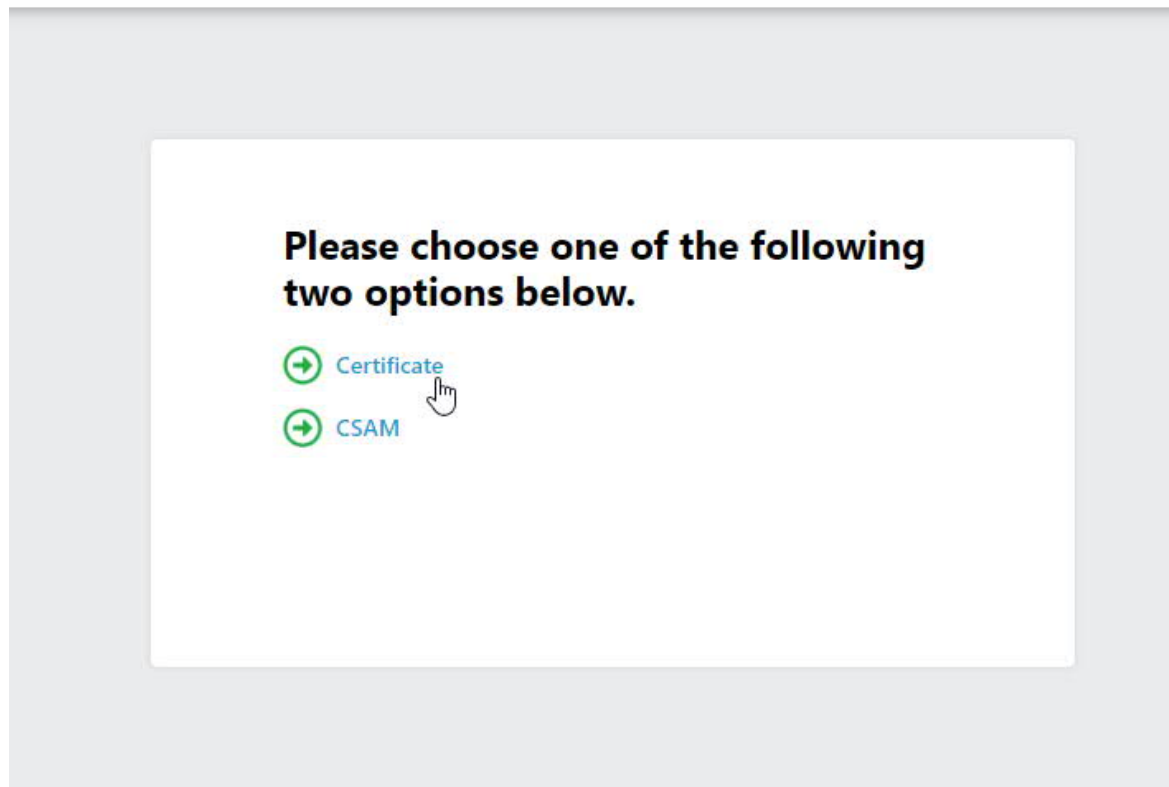 Please choose one of the following
two options below.
Certificate
CSAM